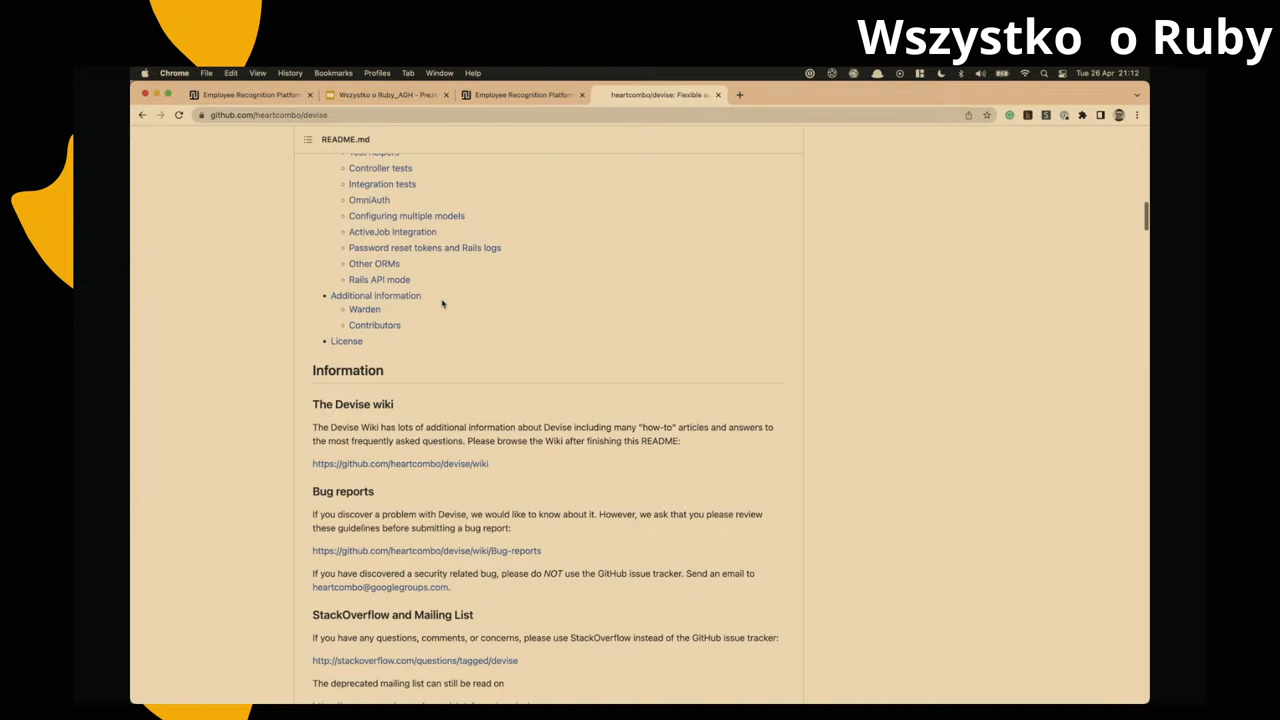 Wszystko o Ruby
Chrome File Edit View History Bookmarks Profiles Tab Window Help Tue 26 Apr 21:12
Employee Recognition Platfor Wszystko o Ruby_AGH – Preze Employee Recognition Platfor heartcombo/devise: Flexible a
github.com/heartcombo/devise
README.md
Test helpers
Controller tests
Integration tests
OmniAuth
Configuring multiple models
ActiveJob Integration
Password reset tokens and Rails logs
Other ORMs
Rails API mode
Additional information
Warden
Contributors
License
Information
The Devise wiki
The Devise Wiki has lots of additional information about Devise including many "how-to" articles and answers to
the most frequently asked questions. Please browse the Wiki after finishing this README:
https://github.com/heartcombo/devise/wiki
Bug reports
If you discover a problem with Devise, we would like to know about it. However, we ask that you please review
these guidelines before submitting a bug report:
https://github.com/heartcombo/devise/wiki/Bug-reports
If you have discovered a security related bug, please do NOT use the GitHub issue tracker. Send an email to
heartcombo@googlegroups.com.
StackOverflow and Mailing List
If you have any questions, comments, or concerns, please use StackOverflow instead of the GitHub issue tracker:
http://stackoverflow.com/questions/tagged/devise
The deprecated mailing list can still be read on